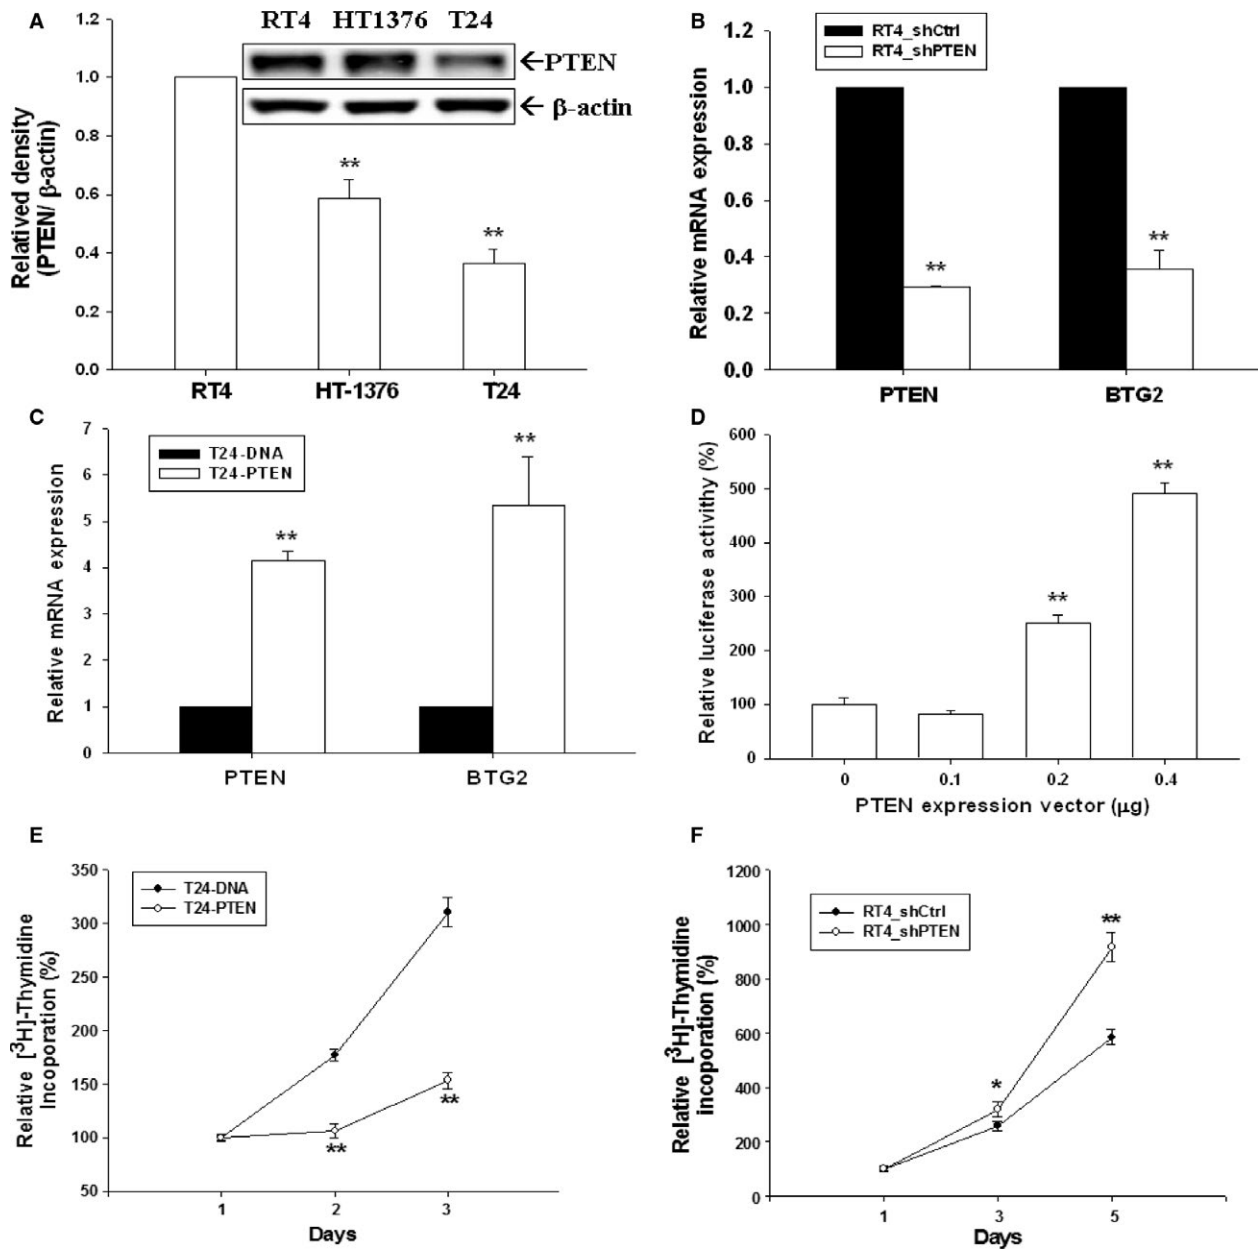 A
RT4 HT1376 T24
←PTEN
← β-actin
Relatived density
(PTEN/ β-actin)
1.2
1.0
0.8
0.6
0.4
0.2
0.0
**
**
RT4 HT-1376 T24
B
RT4_shCtrl
RT4_shPTEN
Relative mRNA expression
1.2
1.0
0.8
0.6
0.4
0.2
0.0
**
**
PTEN BTG2
C
T24-DNA
T24-PTEN
Relative mRNA expression
7
6
5
4
3
2
1
0
**
**
PTEN BTG2
D
Relative luciferase activithy (%)
600
500
400
300
200
100
0
**
**
0 0.1 0.2 0.4
PTEN expression vector (μg)
E
T24-DNA
T24-PTEN
Relative [³H]-Thymidine
Incoporation (%)
350
300
250
200
150
100
50
**
**
1 2 3
Days
F
RT4_shCtrl
RT4_shPTEN
Relative [³H]-Thymidine
incoporation (%)
1200
1000
800
600
400
200
0
*
**
1 3 5
Days